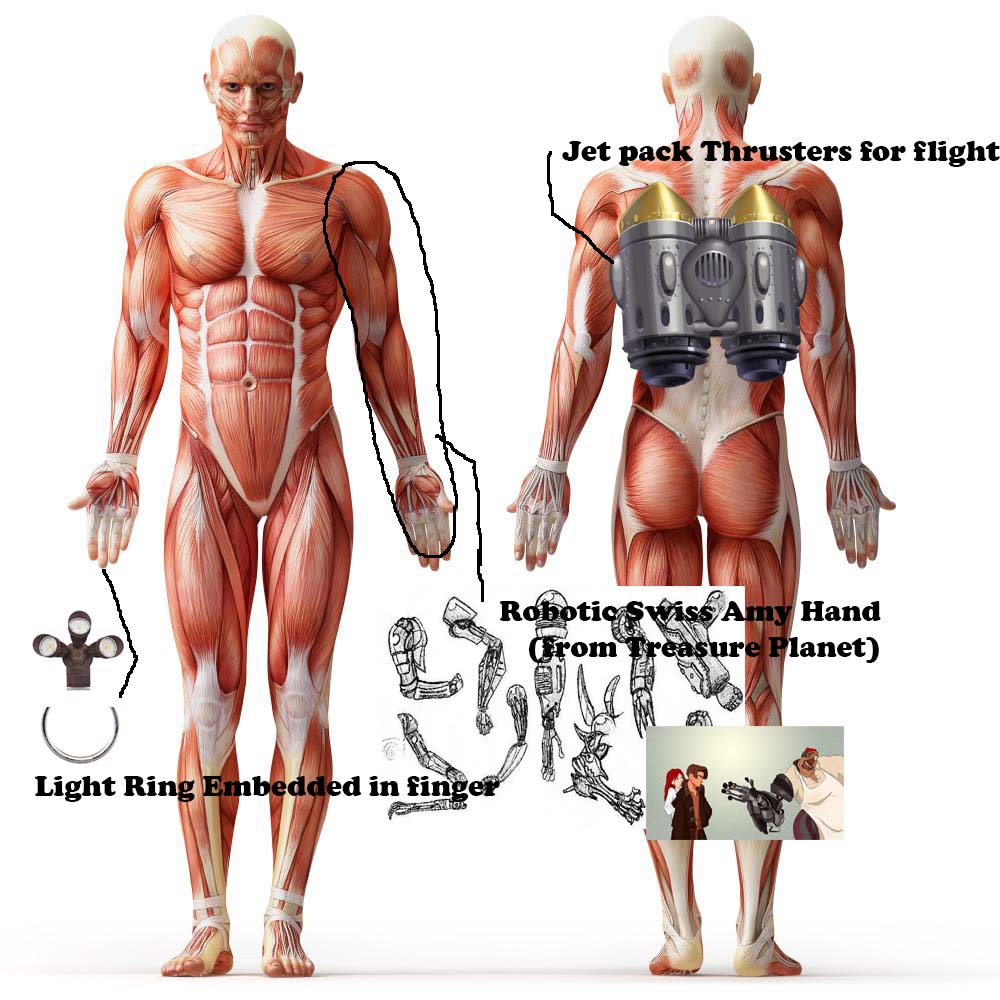 Jet pack Thrusters for flight
Robotic Swiss Amy Hand
(from Treasure Planet)
Light Ring Embedded in finger